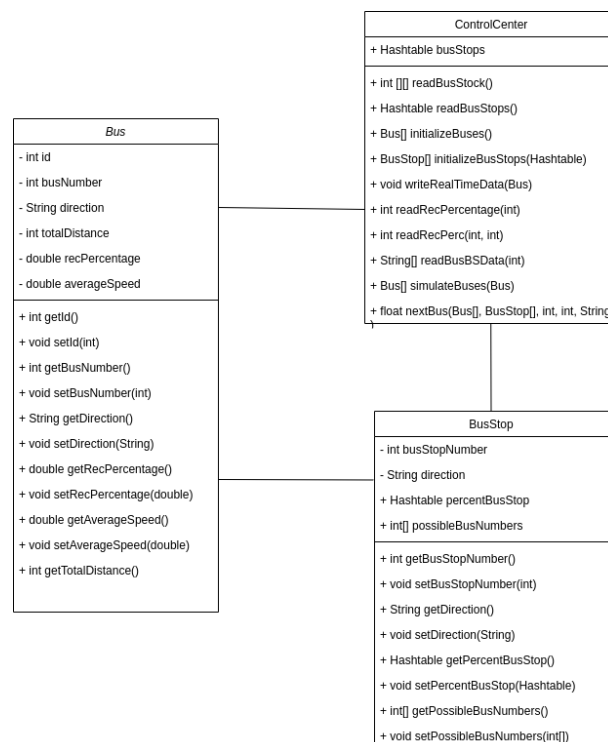 ControlCenter
+ Hashtable busStops
+ int [][] readBusStock()
+ Hashtable readBusStops()
+ Bus[] initializeBuses()
+ BusStop[] initializeBusStops(Hashtable)
+ void writeRealTimeData(Bus)
+ int readRecPercentage(int)
+ int readRecPerc(int, int)
+ String[] readBusBSData(int)
+ Bus[] simulateBuses(Bus)
+ float nextBus(Bus[], BusStop[], int, int, String
)
Bus
- int id
- int busNumber
- String direction
- int totalDistance
- double recPercentage
- double averageSpeed
+ int getId()
+ void setId(int)
+ int getBusNumber()
+ void setBusNumber(int)
+ String getDirection()
+ void setDirection(String)
+ double getRecPercentage()
+ void setRecPercentage(double)
+ double getAverageSpeed()
+ void setAverageSpeed(double)
+ int getTotalDistance()
BusStop
- int busStopNumber
- String direction
+ Hashtable percentBusStop
+ int[] possibleBusNumbers
+ int getBusStopNumber()
+ void setBusStopNumber(int)
+ String getDirection()
+ void setDirection(String)
+ Hashtable getPercentBusStop()
+ void setPercentBusStop(Hashtable)
+ int[] getPossibleBusNumbers()
+ void setPossibleBusNumbers(int[])